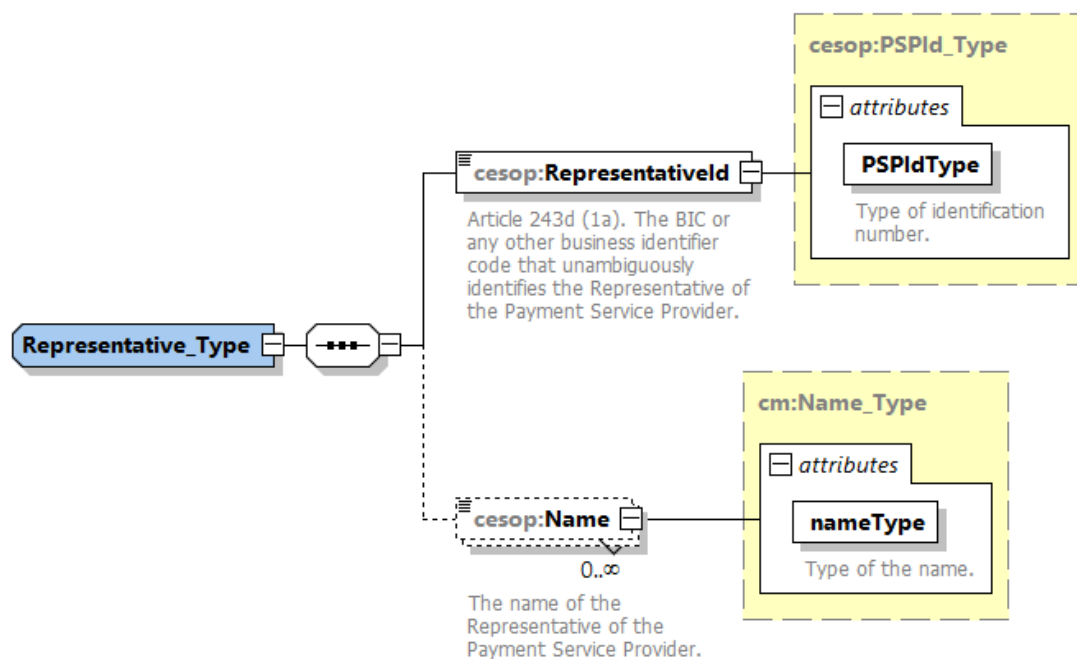 cesop:PSPId_Type
attributes
PSPIdType
Type of identification
number.
cesop:RepresentativeId
Article 243d (1a). The BIC or
any other business identifier
code that unambiguously
identifies the Representative of
the Payment Service Provider.
Representative_Type
cm:Name_Type
attributes
nameType
Type of the name.
cesop:Name
0..∞
The name of the
Representative of the
Payment Service Provider.